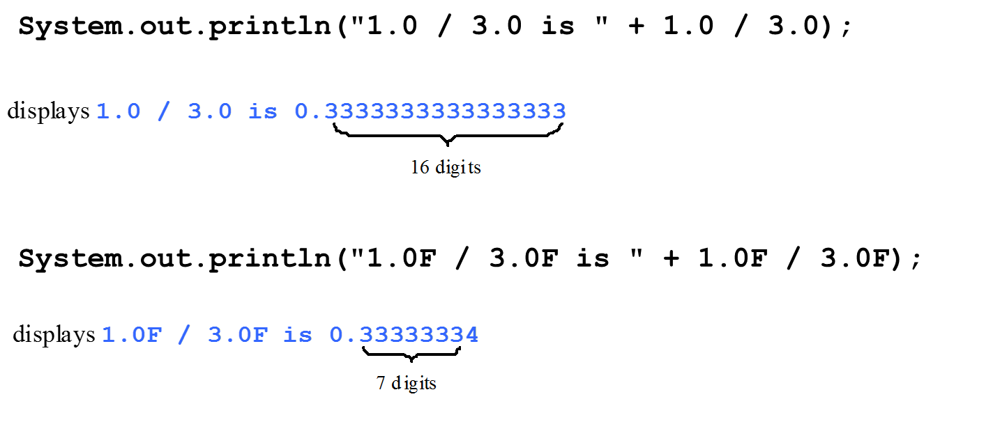 System.out.println("1.0 / 3.0 is " + 1.0 / 3.0);
displays 1.0 / 3.0 is 0.3333333333333333
16 digits
System.out.println("1.0F / 3.0F is " + 1.0F / 3.0F);
displays 1.0F / 3.0F is 0.33333334
7 digits